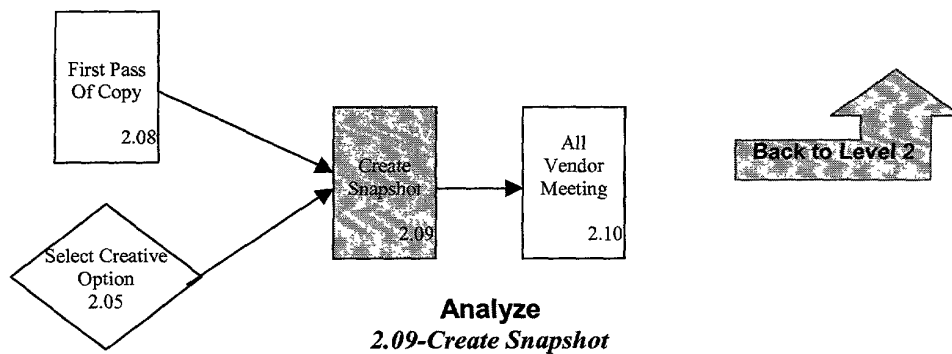 First Pass
Of Copy
2.08
Create
Snapshot
2.09
All
Vendor
Meeting
2.10
Back to Level 2
Select Creative
Option
2.05
Analyze
2.09-Create Snapshot